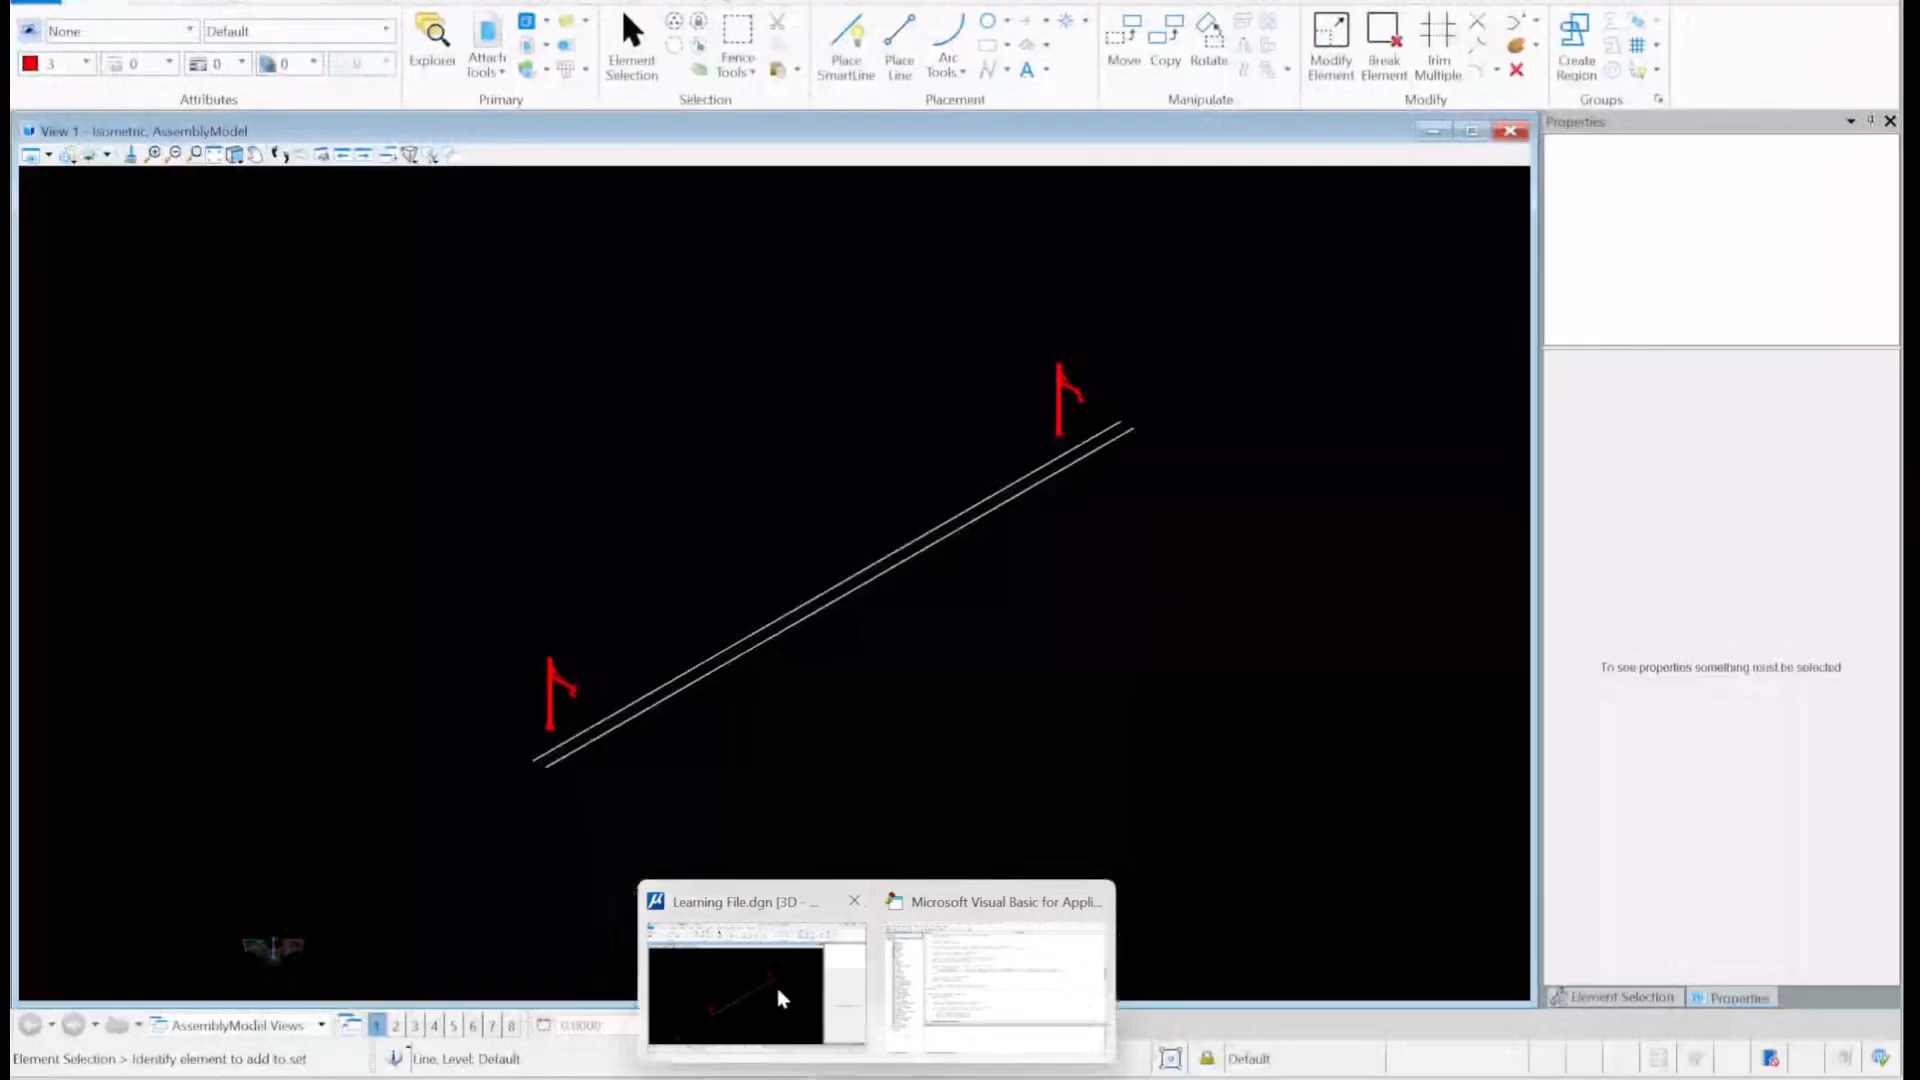 None
Default
3
0
0
0
0
Attributes
Explorer
Attach
Tools
Primary
Element
Selection
Fence
Tools
Selection
Place
SmartLine
Place
Line
Arc
Tools
Placement
Move
Copy
Rotate
Manipulate
Modify
Element
Break
Element
Trim
Multiple
Modify
Create
Region
Groups
View 1 - Isometric, AssemblyModel
Properties
To see properties something must be selected
Learning File.dgn [3D - ...
Microsoft Visual Basic for Appli...
Element Selection
Properties
AssemblyModel Views
1 2 3 4 5 6 7 8
0.0000
Element Selection > Identify element to add to set
Line, Level: Default
Default